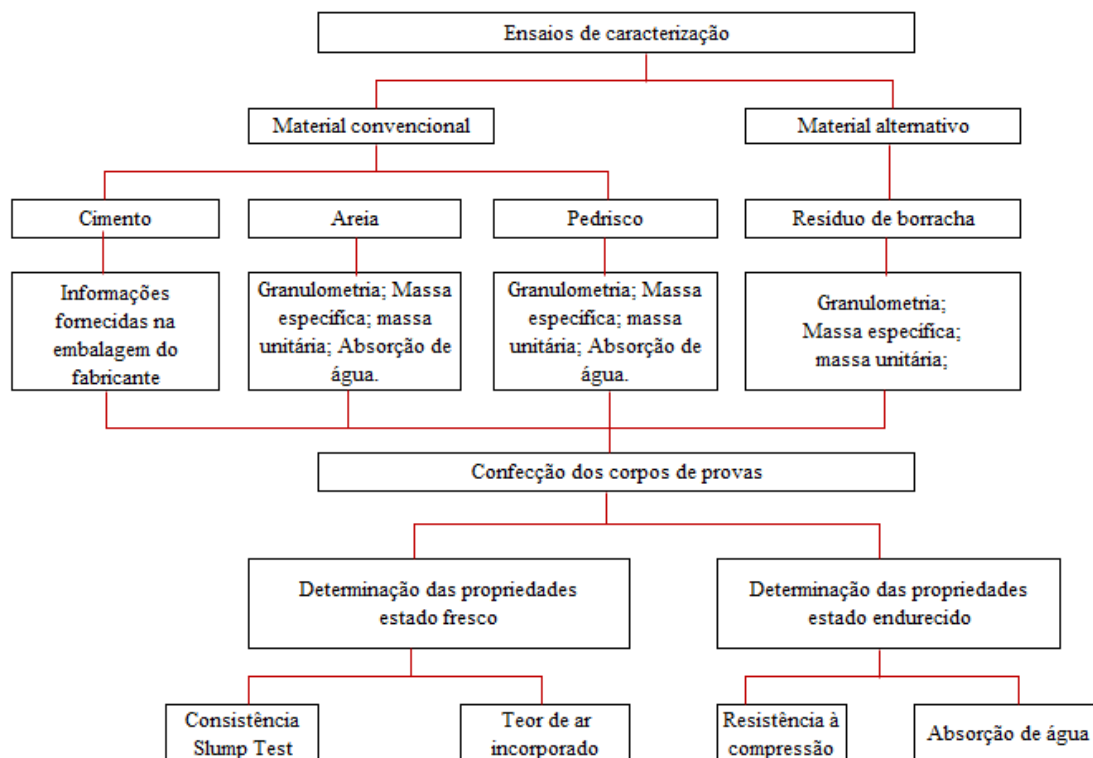 Ensaios de caracterização
Material convencional
Material alternativo
Cimento
Areia
Pedrisco
Resíduo de borracha
Informações
fornecidas na
embalagem do
fabricante
Granulometria; Massa
especifíca; massa
unitária; Absorção de
água.
Granulometria; Massa
especifíca; massa
unitária; Absorção de
água.
Granulometria;
Massa especifíca;
massa unitária;
Confecção dos corpos de provas
Determinação das propriedades
estado fresco
Determinação das propriedades
estado endurecido
Consistência
Slump Test
Teor de ar
incorporado
Resistência à
compressão
Absorção de água